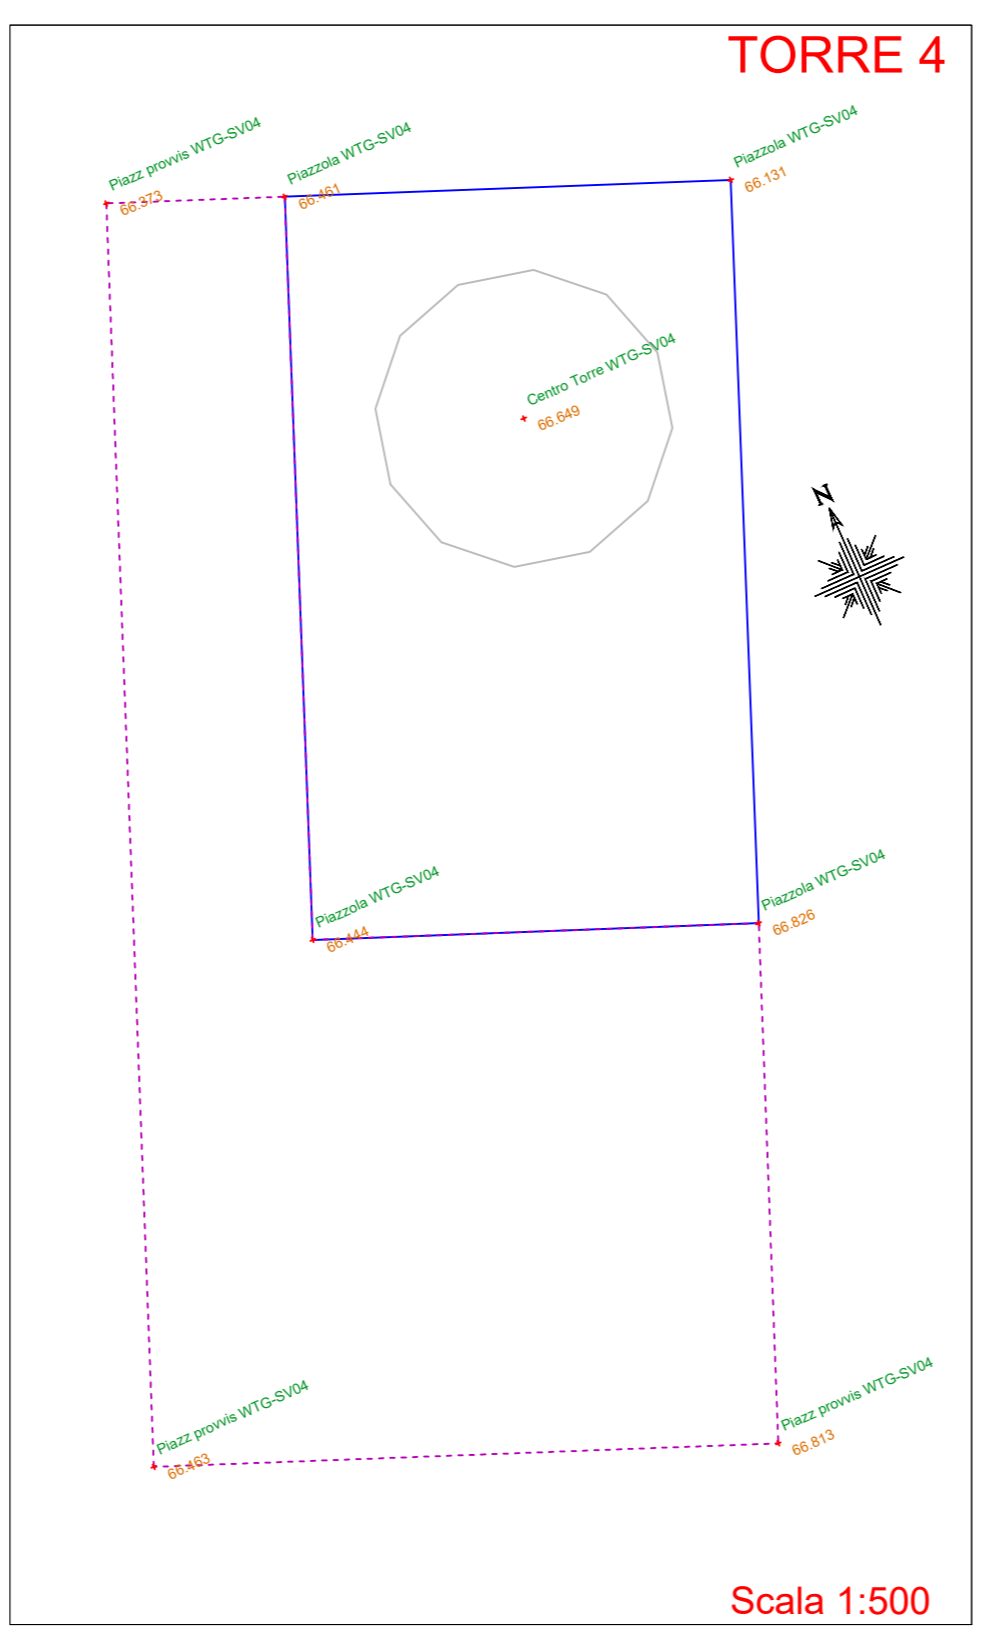 TORRE 4
Piazz provvis WTG-SV04
66.373
Piazzola WTG-SV04
66.461
Piazzola WTG-SV04
66.131
Centro Torre WTG-SV04
66.649
N
Piazzola WTG-SV04
66.444
Piazzola WTG-SV04
66.826
Piazz provvis WTG-SV04
66.463
Piazz provvis WTG-SV04
66.813
Scala 1:500